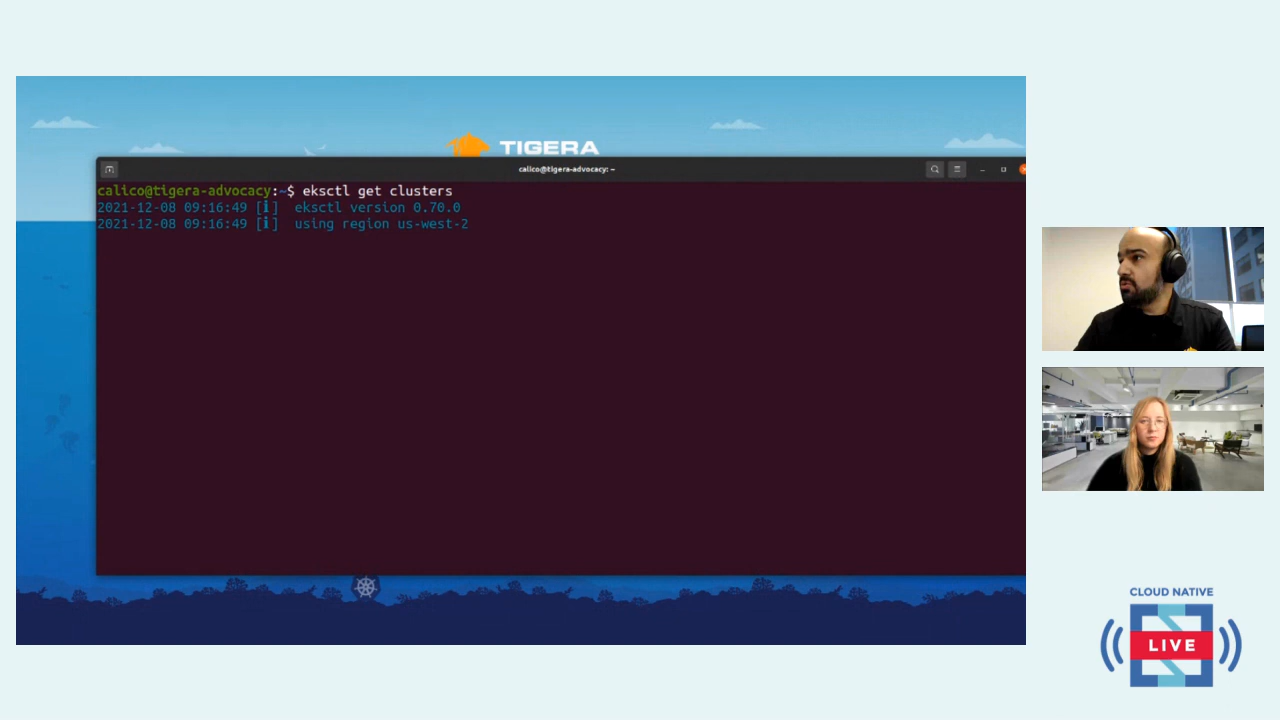 TIGERA
calico@tigera-advocacy: ~
calico@tigera-advocacy:~$ eksctl get clusters
2021-12-08 09:16:49 [ℹ]  eksctl version 0.70.0
2021-12-08 09:16:49 [ℹ]  using region us-west-2
CLOUD NATIVE
LIVE